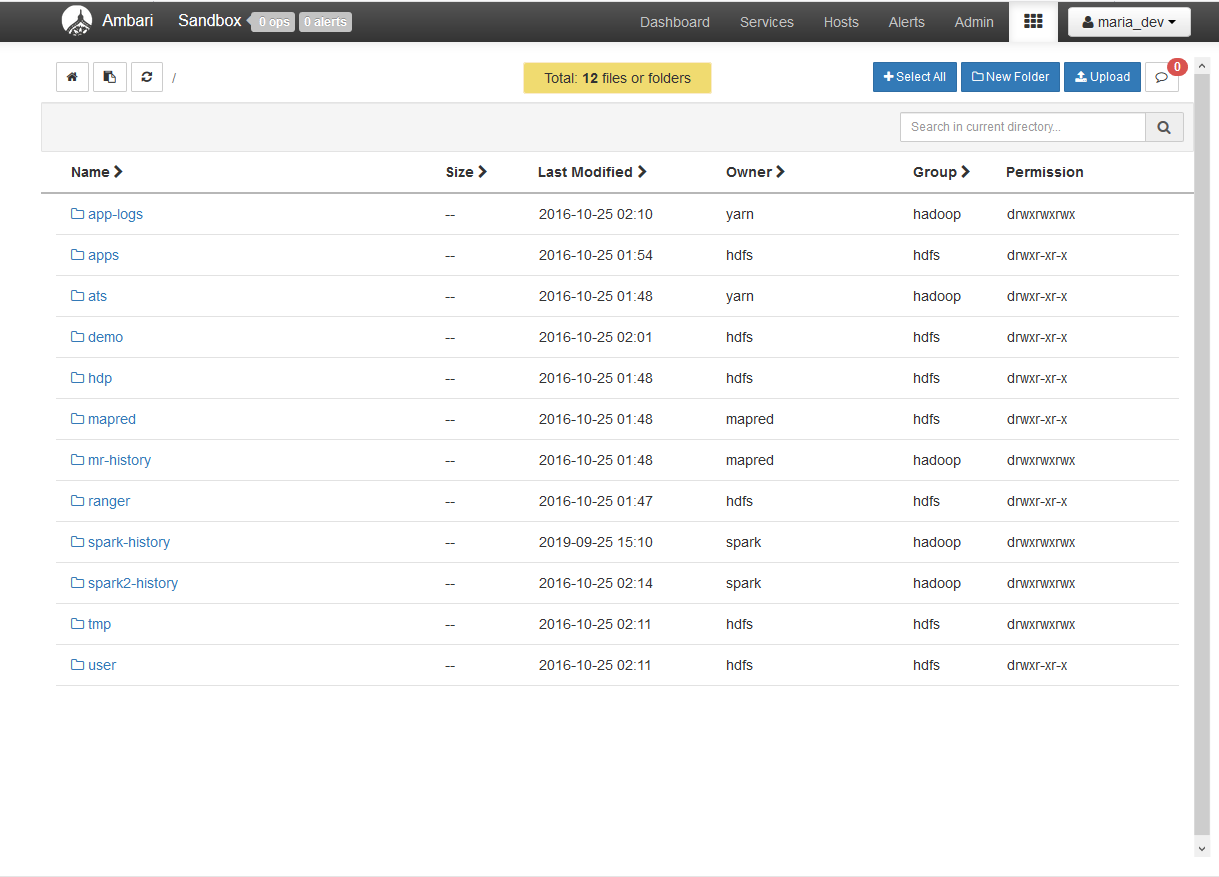 Ambari Sandbox 0 ops 0 alerts Dashboard Services Hosts Alerts Admin maria_dev
/ Total: 12 files or folders Select All New Folder Upload 0
Search in current directory...
Name Size Last Modified Owner Group Permission
app-logs -- 2016-10-25 02:10 yarn hadoop drwxrwxrwx
apps -- 2016-10-25 01:54 hdfs hdfs drwxr-xr-x
ats -- 2016-10-25 01:48 yarn hadoop drwxr-xr-x
demo -- 2016-10-25 02:01 hdfs hdfs drwxr-xr-x
hdp -- 2016-10-25 01:48 hdfs hdfs drwxr-xr-x
mapred -- 2016-10-25 01:48 mapred hdfs drwxr-xr-x
mr-history -- 2016-10-25 01:48 mapred hadoop drwxrwxrwx
ranger -- 2016-10-25 01:47 hdfs hdfs drwxr-xr-x
spark-history -- 2019-09-25 15:10 spark hadoop drwxrwxrwx
spark2-history -- 2016-10-25 02:14 spark hadoop drwxrwxrwx
tmp -- 2016-10-25 02:11 hdfs hdfs drwxrwxrwx
user -- 2016-10-25 02:11 hdfs hdfs drwxr-xr-x